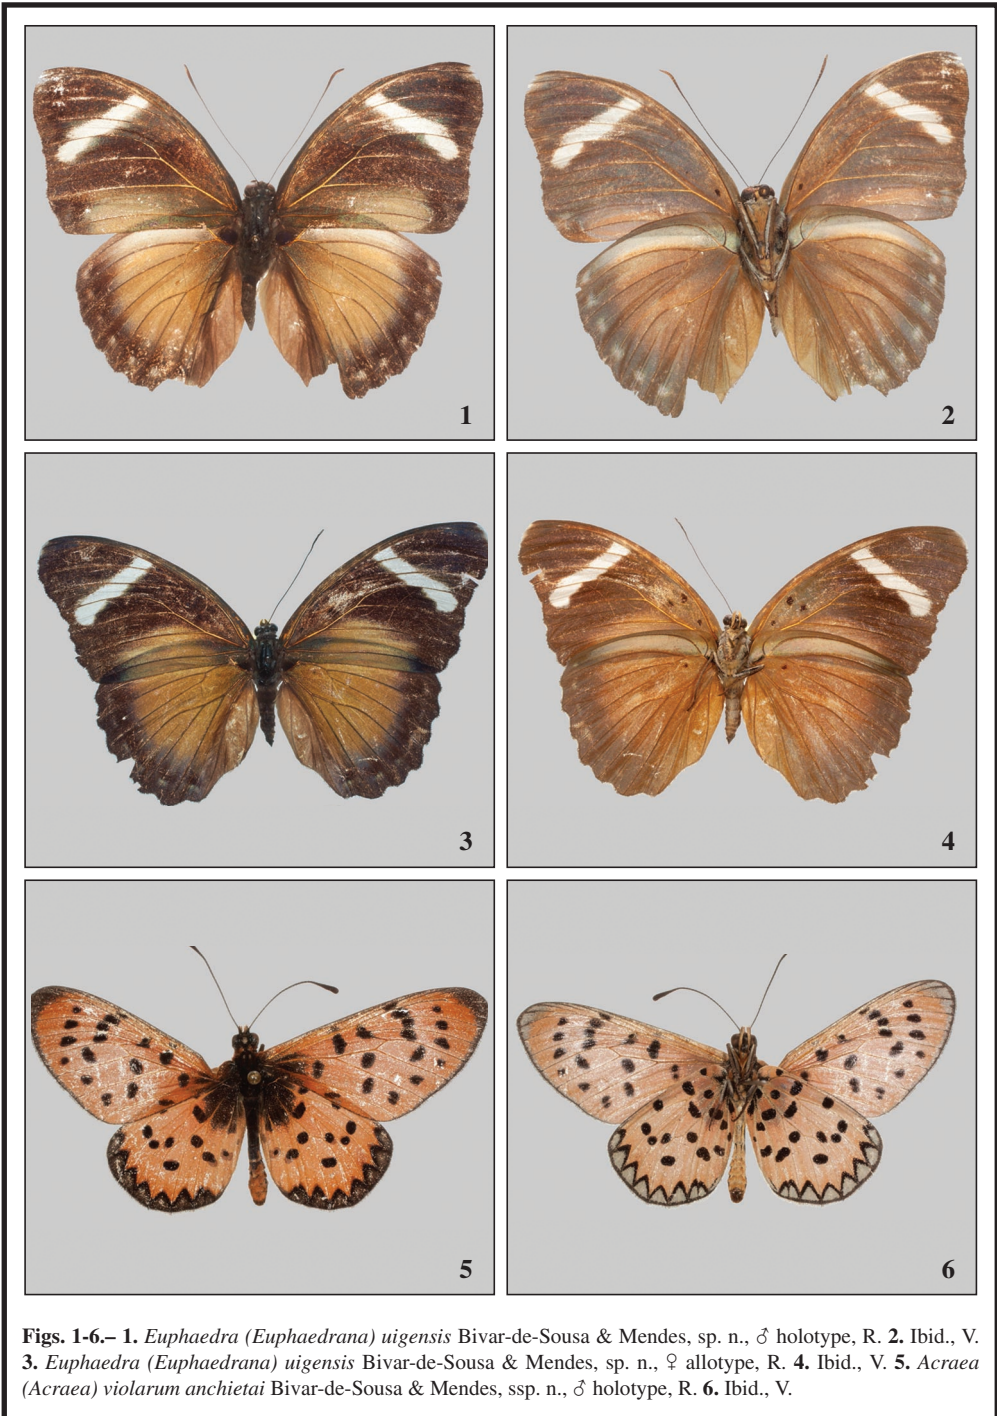 1
2
3
4
5
6
Figs. 1-6.– 1. Euphaedra (Euphaedrana) uigensis Bivar-de-Sousa & Mendes, sp. n., ♂ holotype, R. 2. Ibid., V.
3. Euphaedra (Euphaedrana) uigensis Bivar-de-Sousa & Mendes, sp. n., ♀ allotype, R. 4. Ibid., V. 5. Acraea
(Acraea) violarum anchietai Bivar-de-Sousa & Mendes, ssp. n., ♂ holotype, R. 6. Ibid., V.